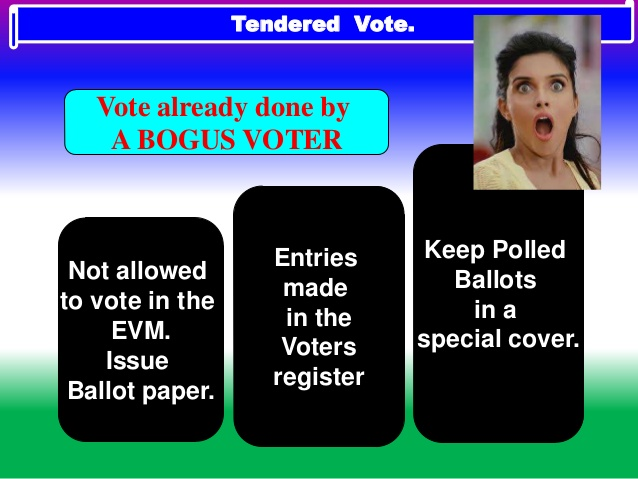 Tendered Vote.
Vote already done by
A BOGUS VOTER
Not allowed
to vote in the
EVM.
Issue
Ballot paper.
Entries
made
in the
Voters
register
Keep Polled
Ballots
in a
special cover.